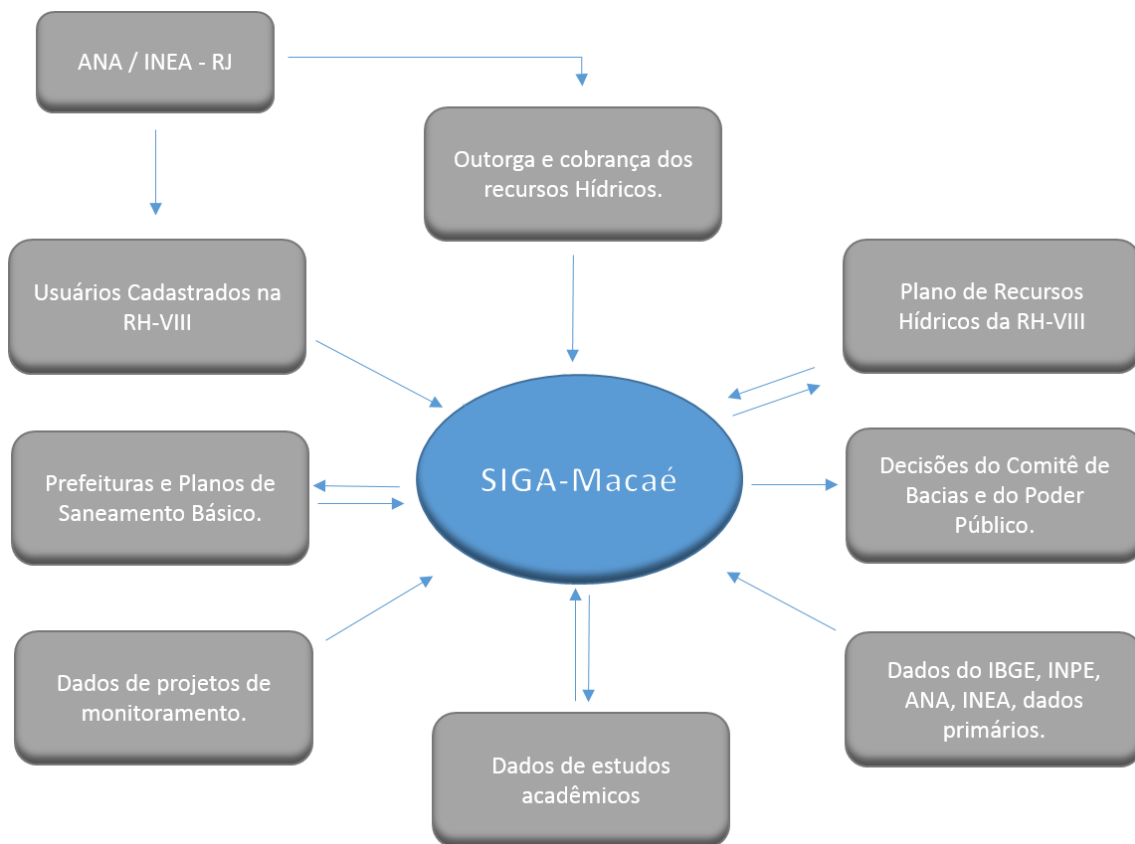 ANA / INEA - RJ
Outorga e cobrança dos
recursos Hídricos.
Usuários Cadastrados na
RH-VIII
Plano de Recursos
Hídricos da RH-VIII
SIGA-Macaé
Prefeituras e Planos de
Saneamento Básico.
Decisões do Comitê de
Bacias e do Poder
Público.
Dados de projetos de
monitoramento.
Dados de estudos
acadêmicos
Dados do IBGE, INPE,
ANA, INEA, dados
primários.